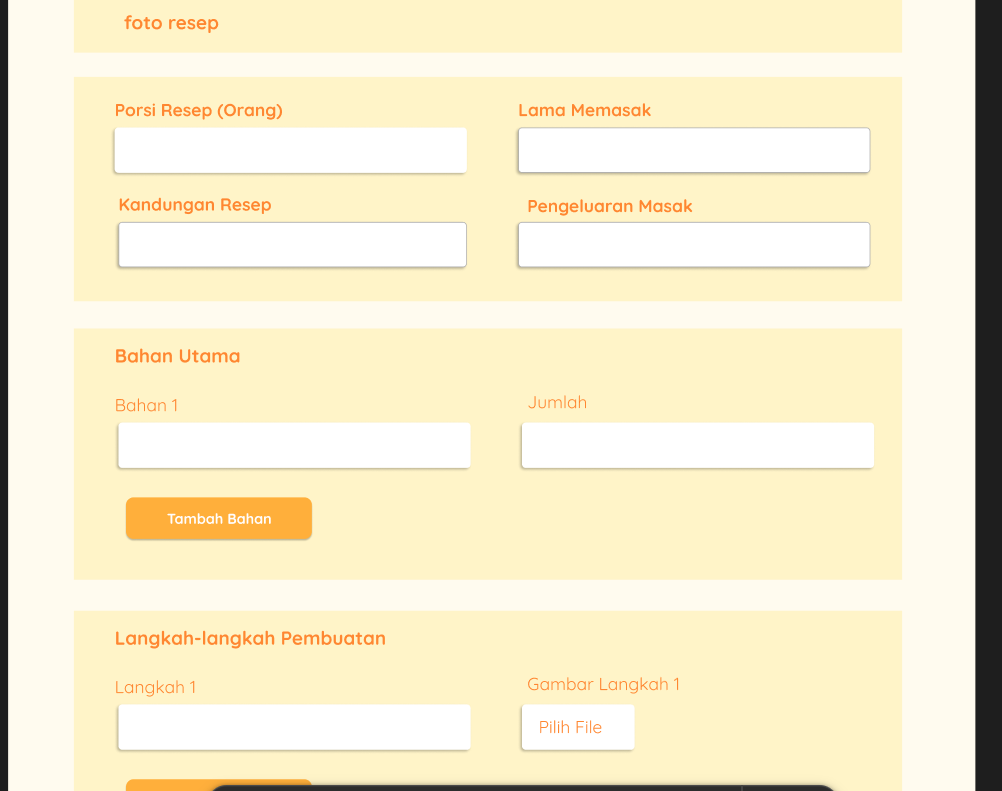 foto resep
Porsi Resep (Orang)
Lama Memasak
Kandungan Resep
Pengeluaran Masak
Bahan Utama
Bahan 1
Jumlah
Tambah Bahan
Langkah-langkah Pembuatan
Langkah 1
Gambar Langkah 1
Pilih File